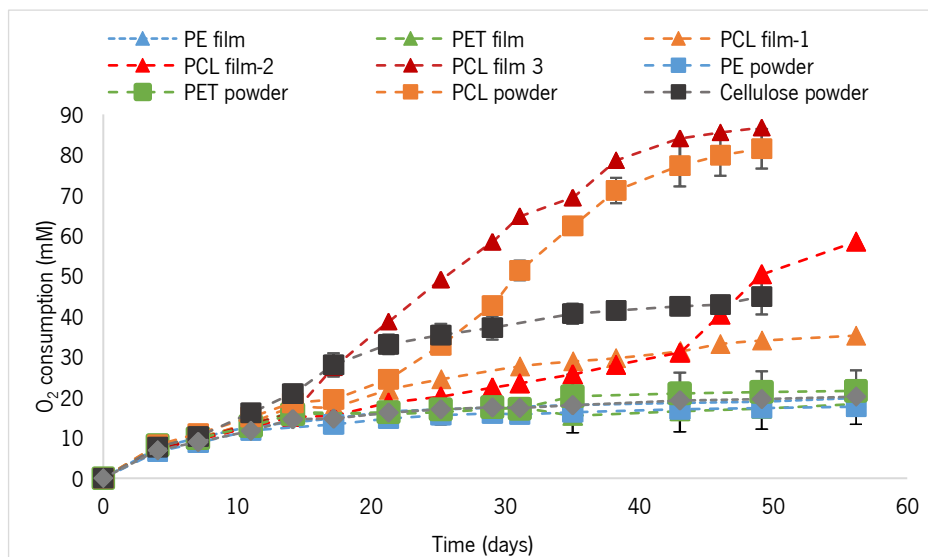 PE film PET film PCL film-1
PCL film-2 PCL film 3 PE powder
PET powder PCL powder Cellulose powder
90
80
70
60
50
40
30
20
10
0
O2 consumption (mM)
0 10 20 30 40 50 60
Time (days)